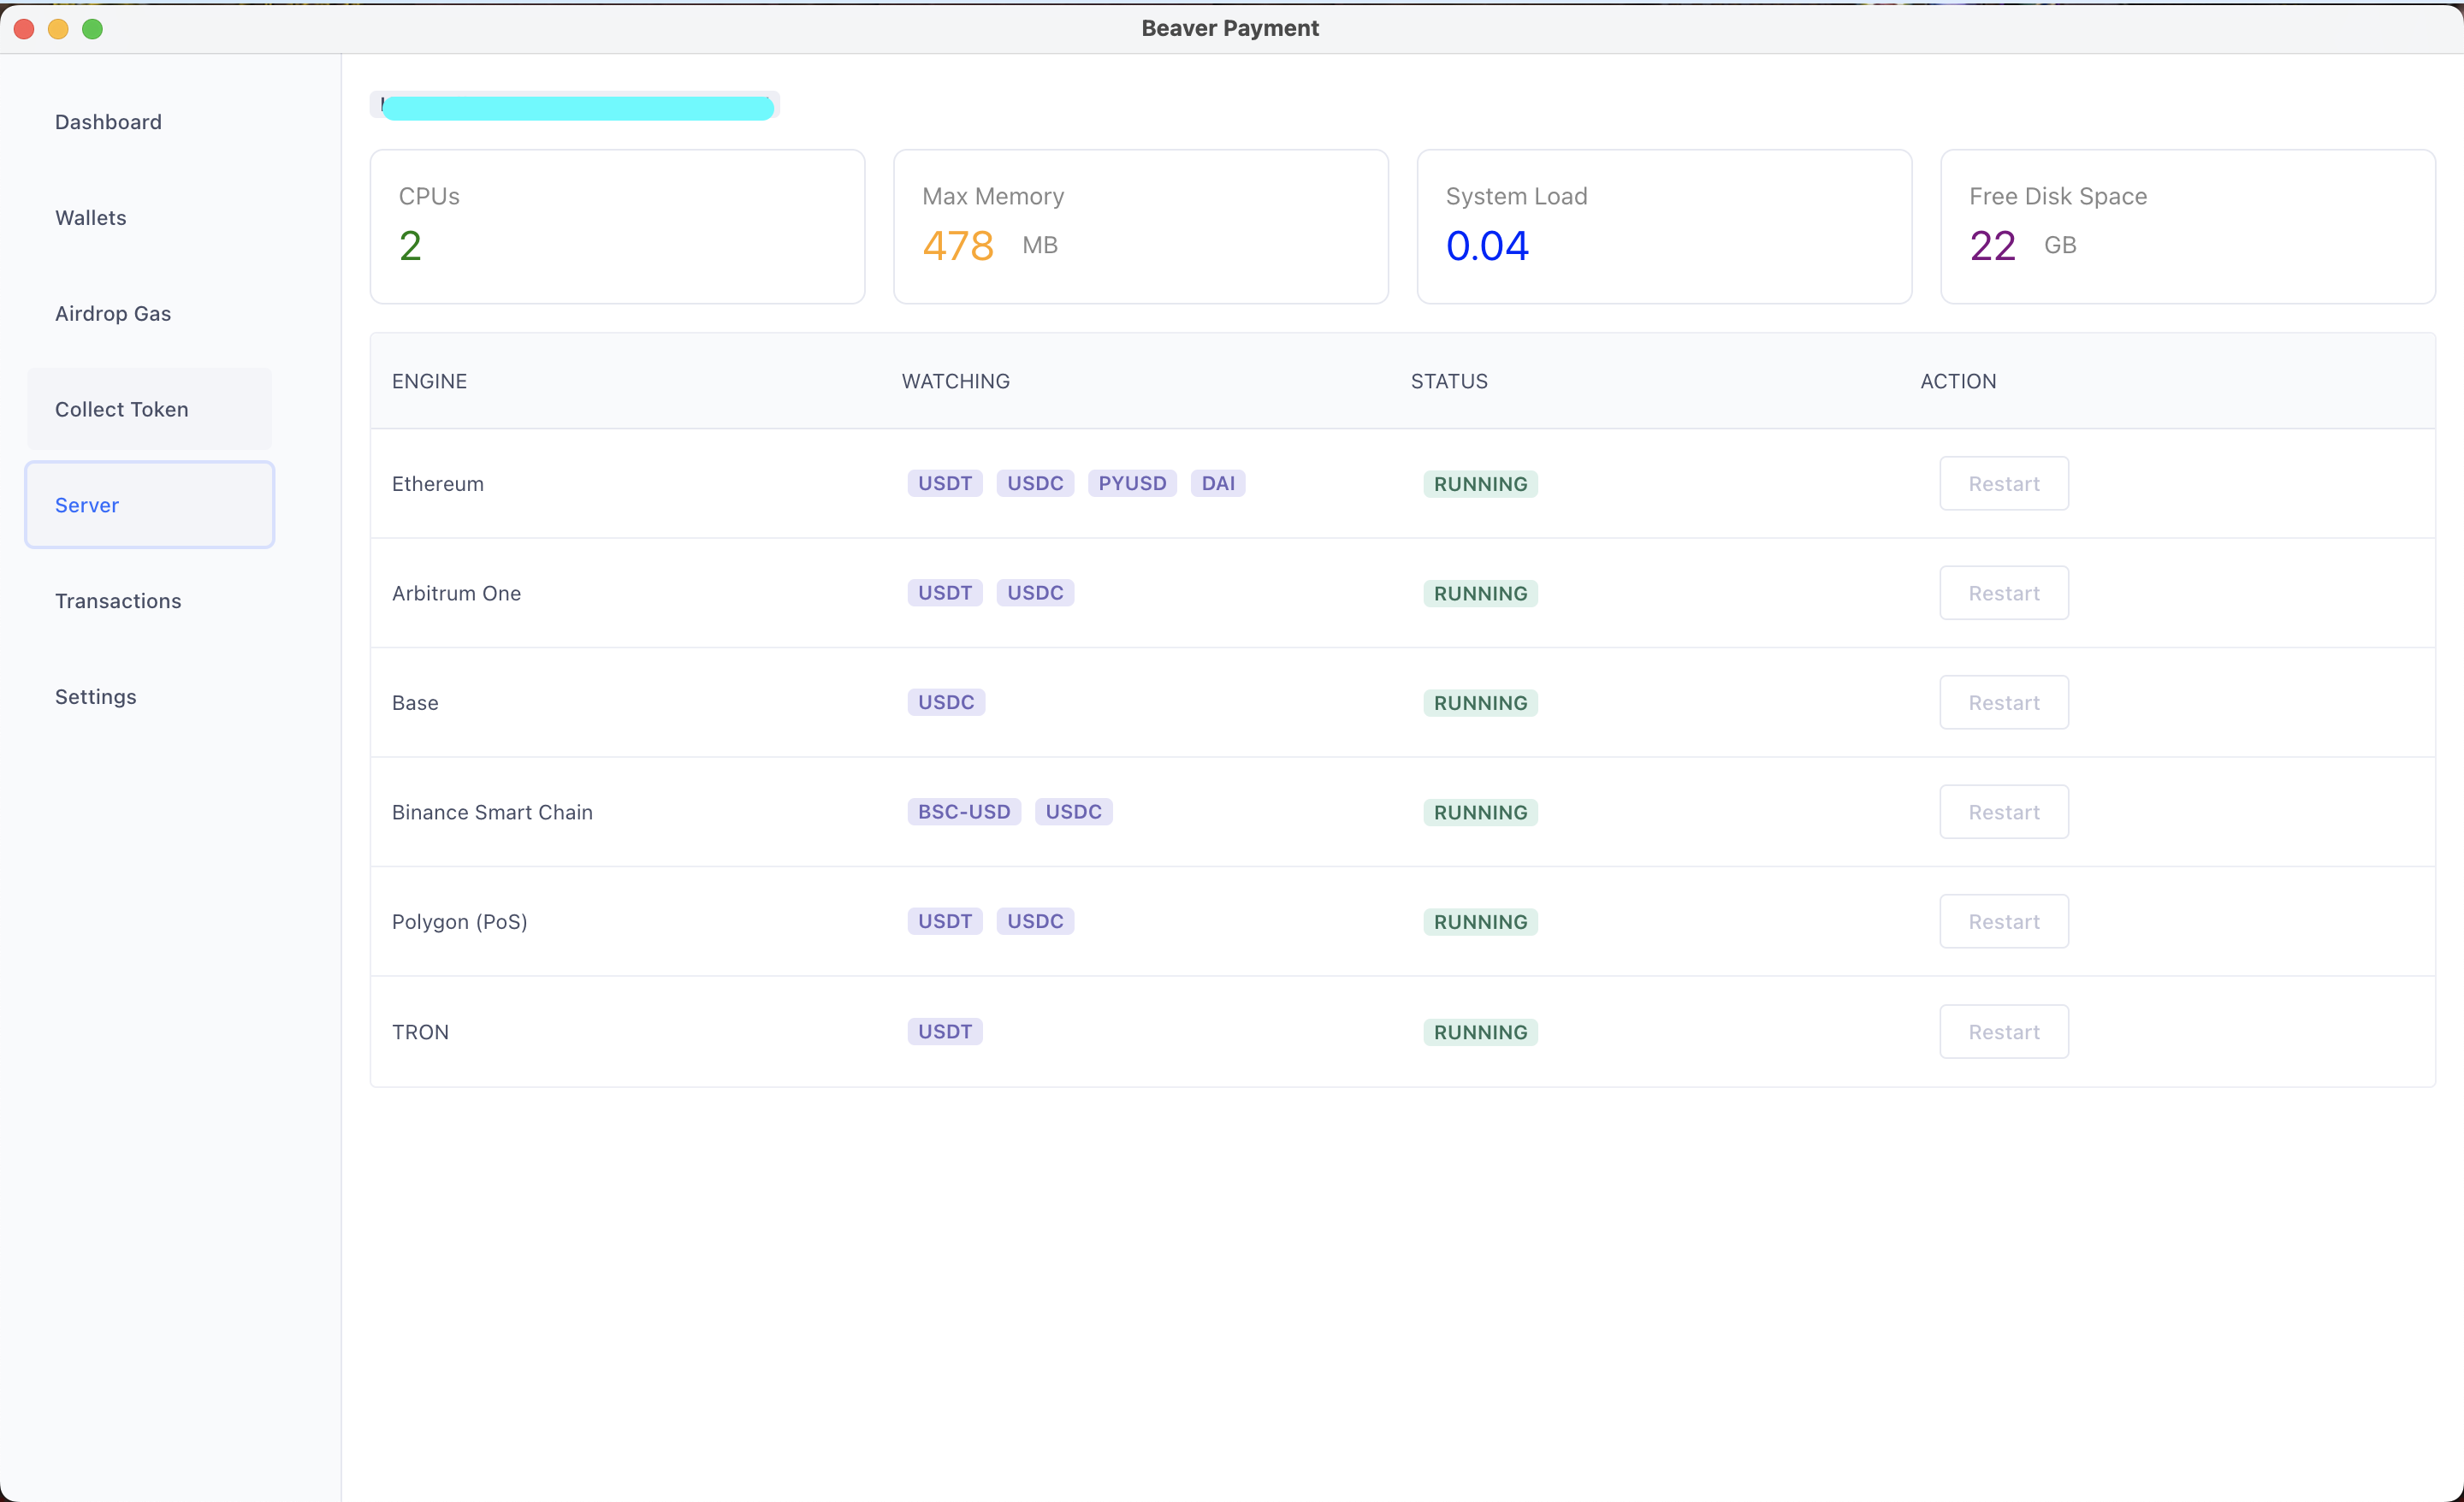 Beaver Payment
Dashboard
Wallets
Airdrop Gas
Collect Token
Server
Transactions
Settings
CPUs
2
Max Memory
478 MB
System Load
0.04
Free Disk Space
22 GB
ENGINE WATCHING STATUS ACTION
Ethereum USDT USDC PYUSD DAI RUNNING Restart
Arbitrum One USDT USDC RUNNING Restart
Base USDC RUNNING Restart
Binance Smart Chain BSC-USD USDC RUNNING Restart
Polygon (PoS) USDT USDC RUNNING Restart
TRON USDT RUNNING Restart